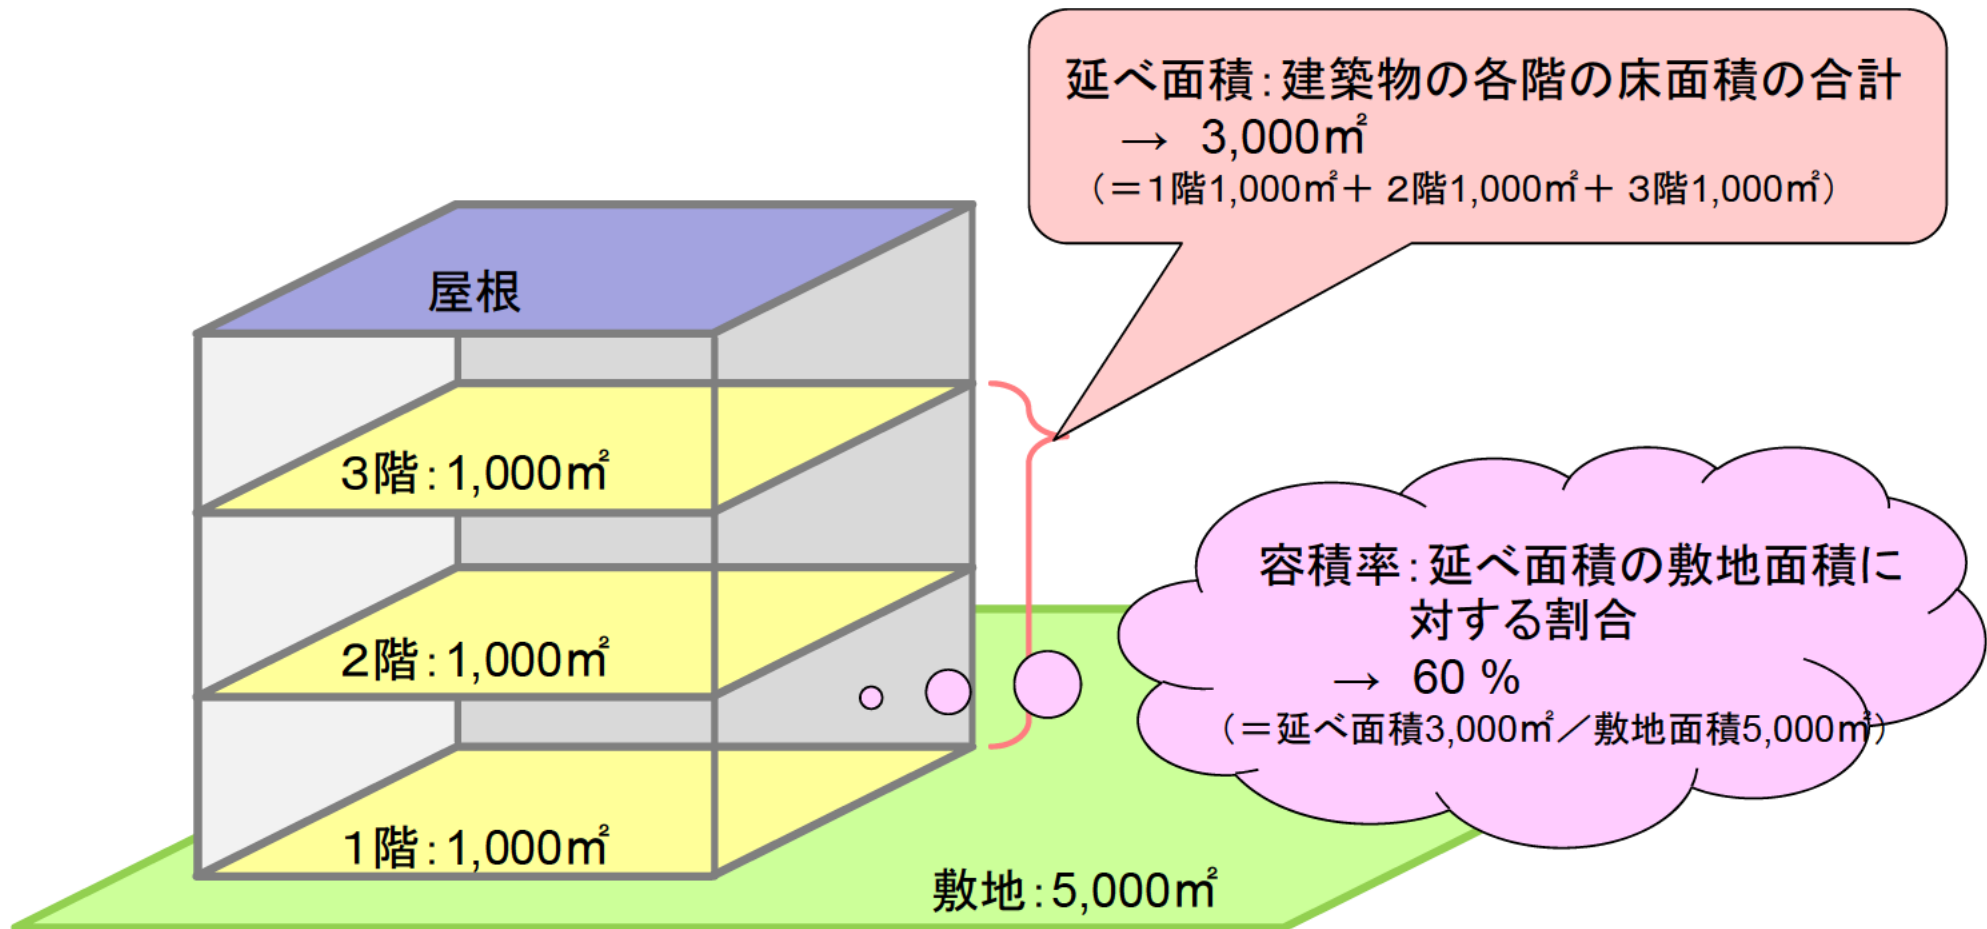 延べ面積：建築物の各階の床面積の合計
→ 3,000㎡
（＝１階1,000㎡＋ ２階1,000㎡＋ ３階1,000㎡）
屋根
３階：1,000㎡
２階：1,000㎡
１階：1,000㎡
容積率：延べ面積の敷地面積に
対する割合
→ 60 %
（＝延べ面積3,000㎡／敷地面積5,000㎡）
敷地：5,000㎡